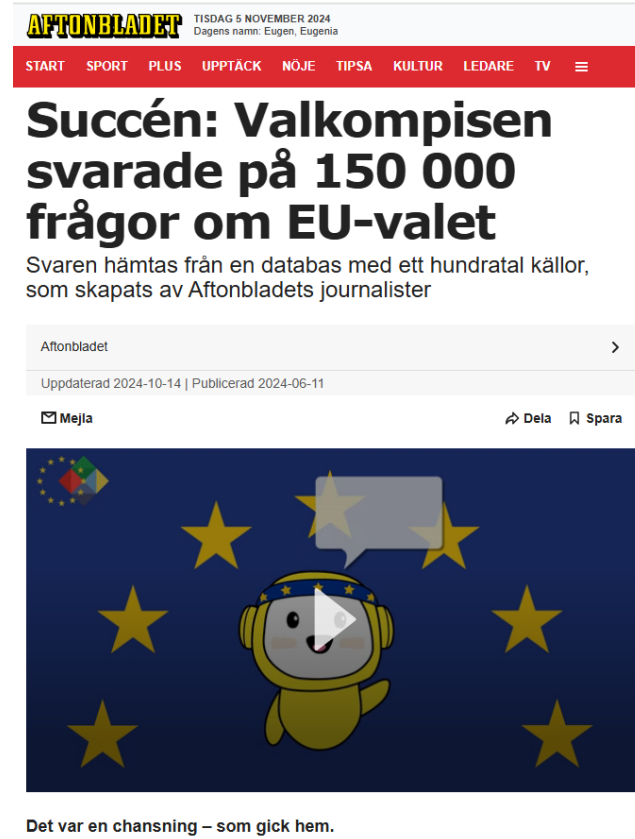 AFTONBLADET
TISDAG 5 NOVEMBER 2024
Dagens namn: Eugen, Eugenia
START SPORT PLUS UPPTÄCK NÖJE TIPSA KULTUR LEDARE TV
Succén: Valkompisen
svarade på 150 000
frågor om EU-valet
Svaren hämtas från en databas med ett hundratal källor,
som skapats av Aftonbladets journalister
Aftonbladet
Uppdaterad 2024-10-14 | Publicerad 2024-06-11
Mejla Dela Spara
Det var en chansning – som gick hem.